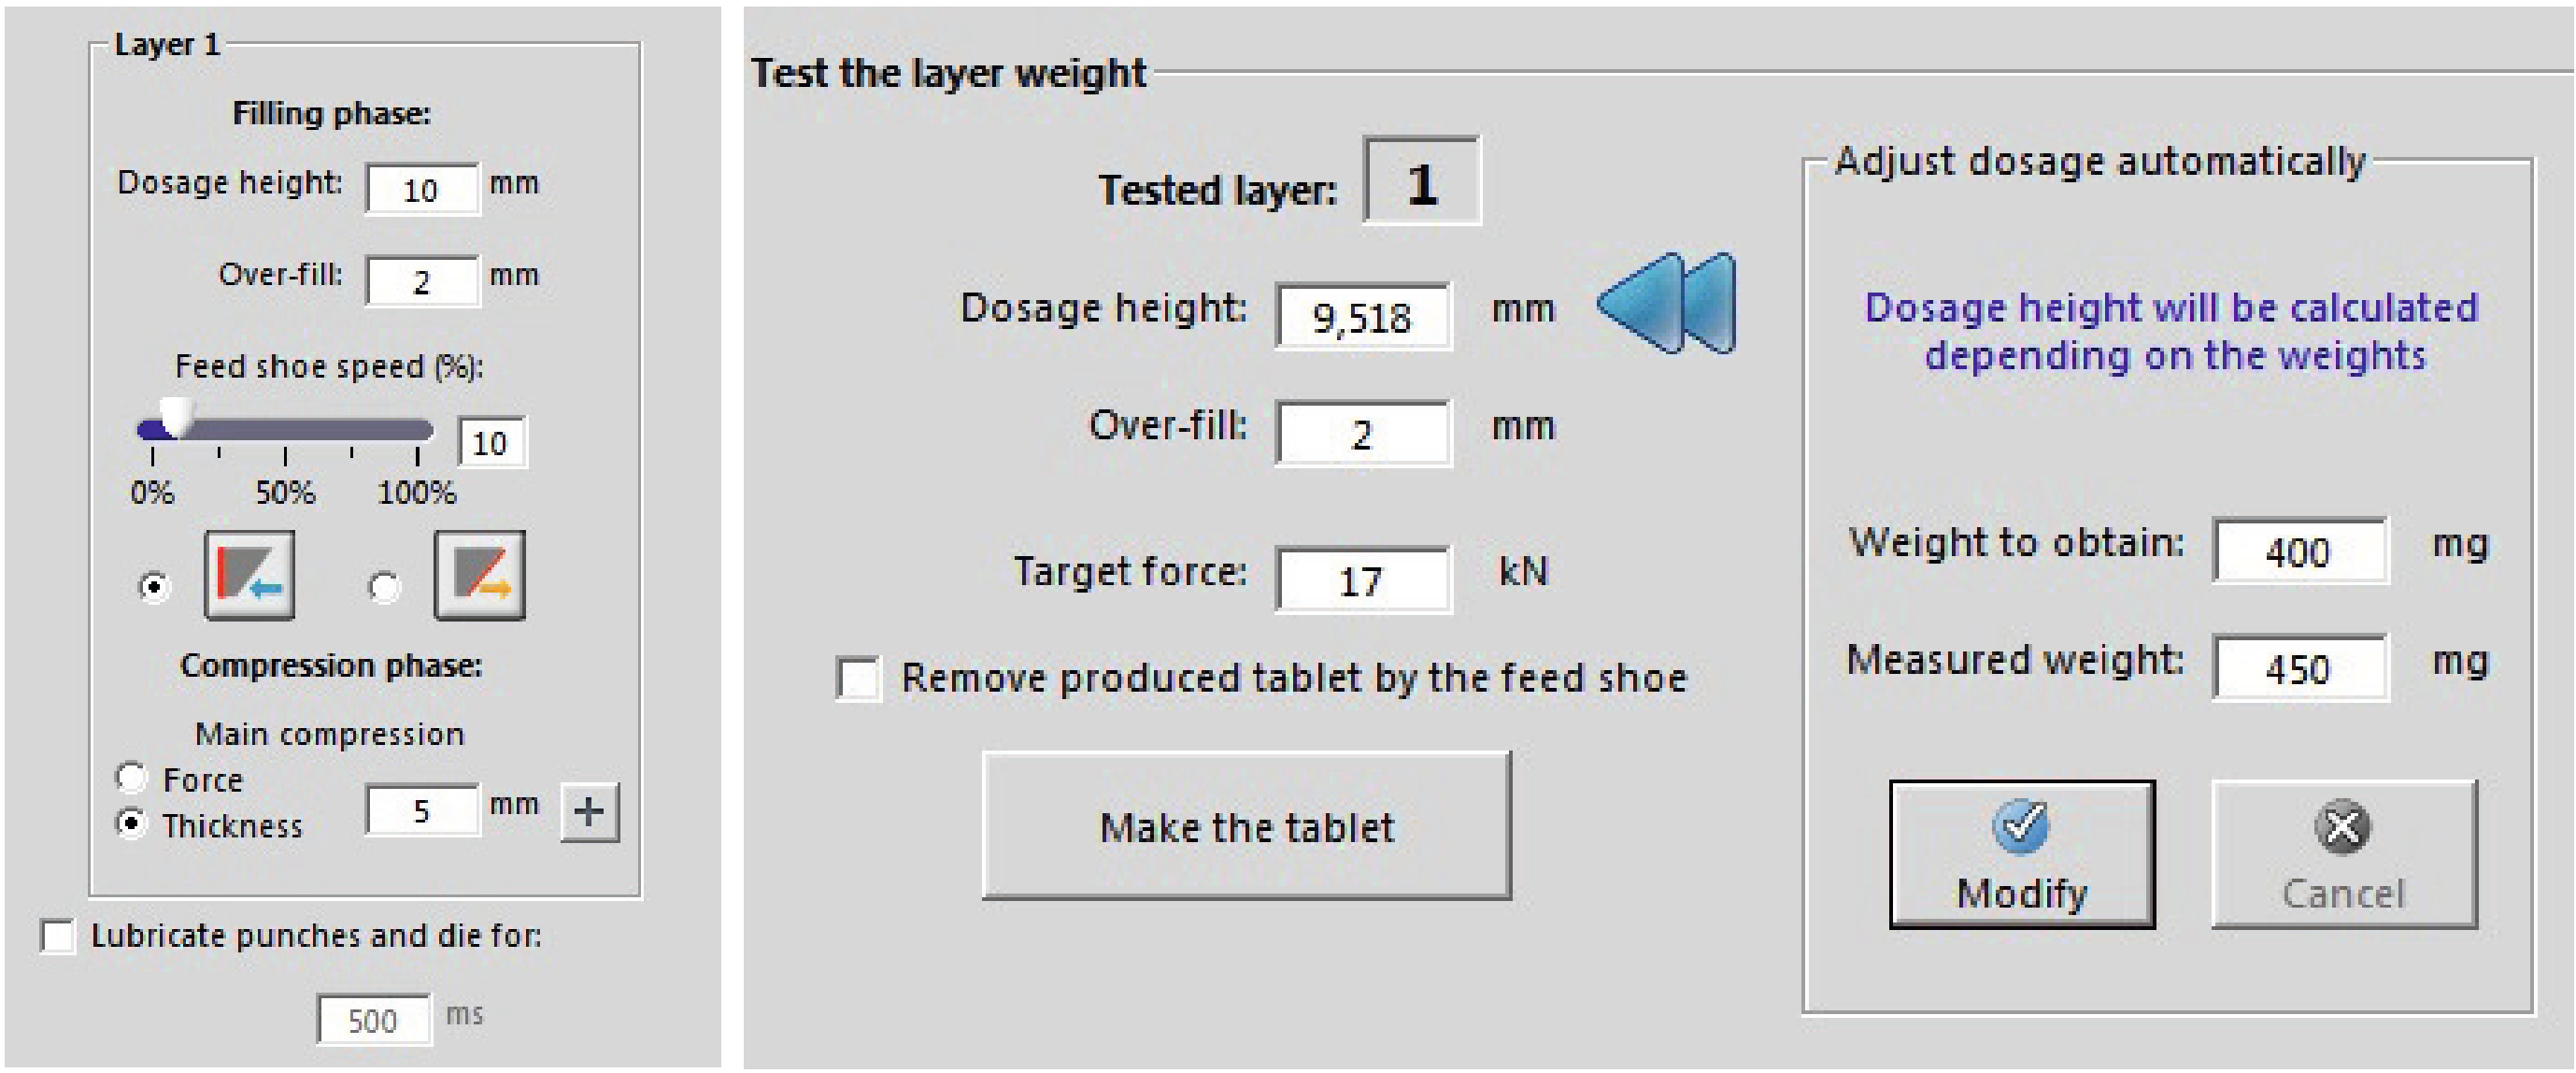 Layer 1
Filling phase:
Dosage height: 10 mm
Over-fill: 2 mm
Feed shoe speed (%):
10
0% 50% 100%
Compression phase:
Main compression
Force
Thickness
5 mm +
Lubricate punches and die for:
500 ms
Test the layer weight
Tested layer: 1
Dosage height: 9,518 mm
Over-fill: 2 mm
Target force: 17 kN
Remove produced tablet by the feed shoe
Make the tablet
Adjust dosage automatically
Dosage height will be calculated
depending on the weights
Weight to obtain: 400 mg
Measured weight: 450 mg
Modify Cancel